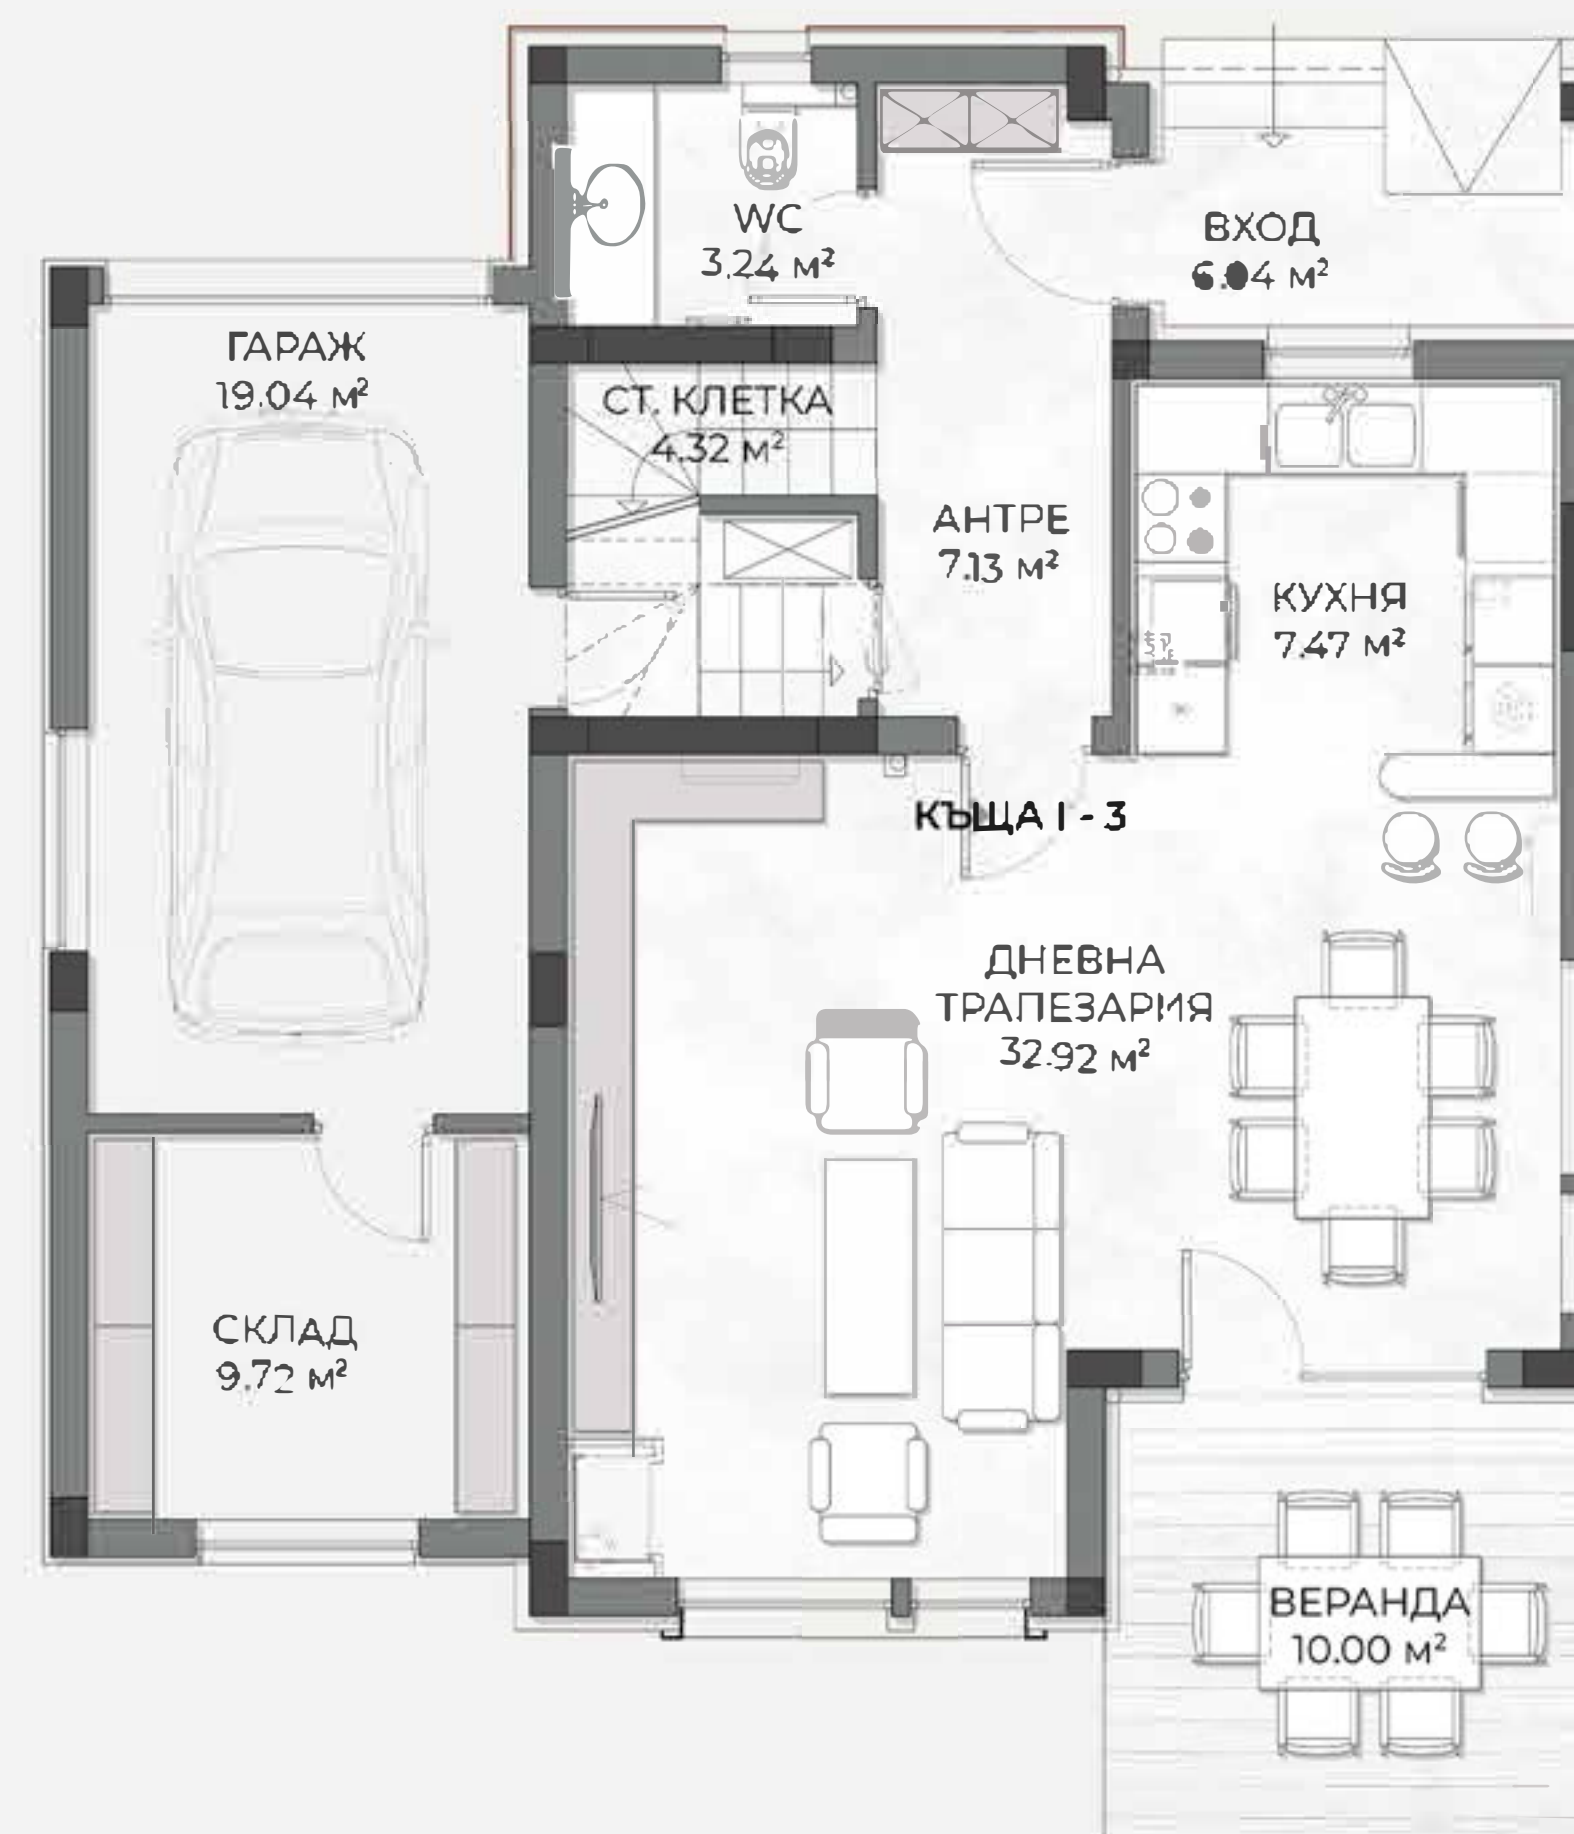 WC
3.24 м²
ВХОД
6.04 м²
ГАРАЖ
19.04 м²
СТ. КЛЕТКА
4.32 м²
АНТРЕ
7.13 м²
КУХНЯ
7.47 м²
КЪЩА I - 3
ДНЕВНА
ТРАПЕЗАРИЯ
32.92 м²
СКЛАД
9.72 м²
ВЕРАНДА
10.00 м²